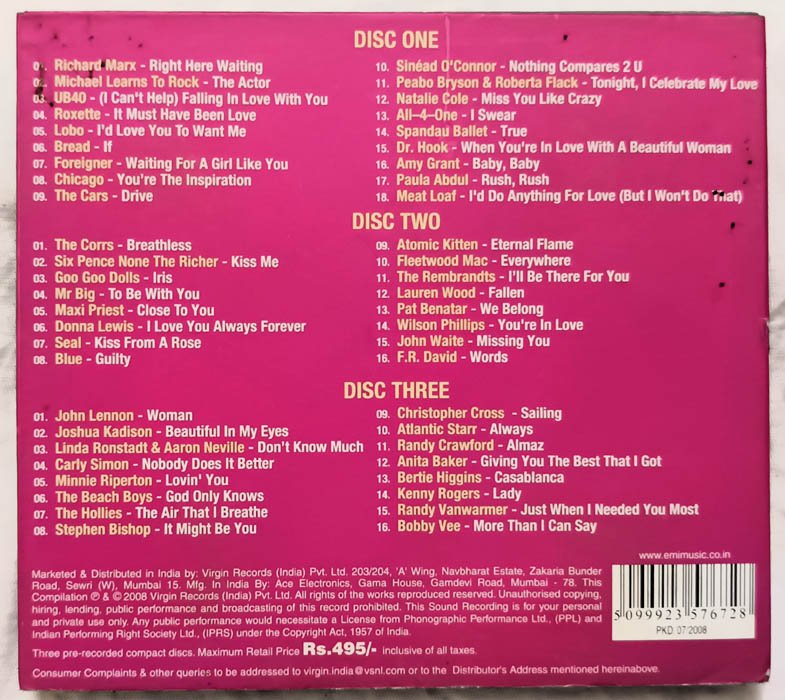 DISC ONE
01. Richard Marx - Right Here Waiting
02. Michael Learns To Rock - The Actor
03. UB40 - (I Can't Help) Falling In Love With You
04. Roxette - It Must Have Been Love
05. Lobo - I'd Love You To Want Me
06. Bread - If
07. Foreigner - Waiting For A Girl Like You
08. Chicago - You're The Inspiration
09. The Cars - Drive
10. Sinéad O'Connor - Nothing Compares 2 U
11. Peabo Bryson & Roberta Flack - Tonight, I Celebrate My Love
12. Natalie Cole - Miss You Like Crazy
13. All-4-One - I Swear
14. Spandau Ballet - True
15. Dr. Hook - When You're In Love With A Beautiful Woman
16. Amy Grant - Baby, Baby
17. Paula Abdul - Rush, Rush
18. Meat Loaf - I'd Do Anything For Love (But I Won't Do That)
DISC TWO
01. The Corrs - Breathless
02. Six Pence None The Richer - Kiss Me
03. Goo Goo Dolls - Iris
04. Mr Big - To Be With You
05. Maxi Priest - Close To You
06. Donna Lewis - I Love You Always Forever
07. Seal - Kiss From A Rose
08. Blue - Guilty
09. Atomic Kitten - Eternal Flame
10. Fleetwood Mac - Everywhere
11. The Rembrandts - I'll Be There For You
12. Lauren Wood - Fallen
13. Pat Benatar - We Belong
14. Wilson Phillips - You're In Love
15. John Waite - Missing You
16. F.R. David - Words
DISC THREE
01. John Lennon - Woman
02. Joshua Kadison - Beautiful In My Eyes
03. Linda Ronstadt & Aaron Neville - Don't Know Much
04. Carly Simon - Nobody Does It Better
05. Minnie Riperton - Lovin' You
06. The Beach Boys - God Only Knows
07. The Hollies - The Air That I Breathe
08. Stephen Bishop - It Might Be You
09. Christopher Cross - Sailing
10. Atlantic Starr - Always
11. Randy Crawford - Almaz
12. Anita Baker - Giving You The Best That I Got
13. Bertie Higgins - Casablanca
14. Kenny Rogers - Lady
15. Randy Vanwarmer - Just When I Needed You Most
16. Bobby Vee - More Than I Can Say
www.emimusic.co.in
Marketed & Distributed in India by: Virgin Records (India) Pvt. Ltd. 203/204, 'A' Wing, Navbharat Estate, Zakaria Bunder
Road, Sewri (W), Mumbai 15. Mfg. In India By: Ace Electronics, Gama House, Gamdevi Road, Mumbai - 78. This
Compilation ℗ & © 2008 Virgin Records (India) Pvt. Ltd. All rights of the works reproduced reserved. Unauthorised copying,
hiring, lending, public performance and broadcasting of this record prohibited. This Sound Recording is for your personal
and private use only. Any public performance would necessitate a License from Phonographic Performance Ltd., (PPL) and
Indian Performing Right Society Ltd., (IPRS) under the Copyright Act, 1957 of India.
Three pre-recorded compact discs. Maximum Retail Price Rs.495/- inclusive of all taxes.
Consumer Complaints & other queries to be addressed to virgin.india@vsnl.com or to the Distributor's Address mentioned hereinabove.
5 099923 576728
PKD 07/2008